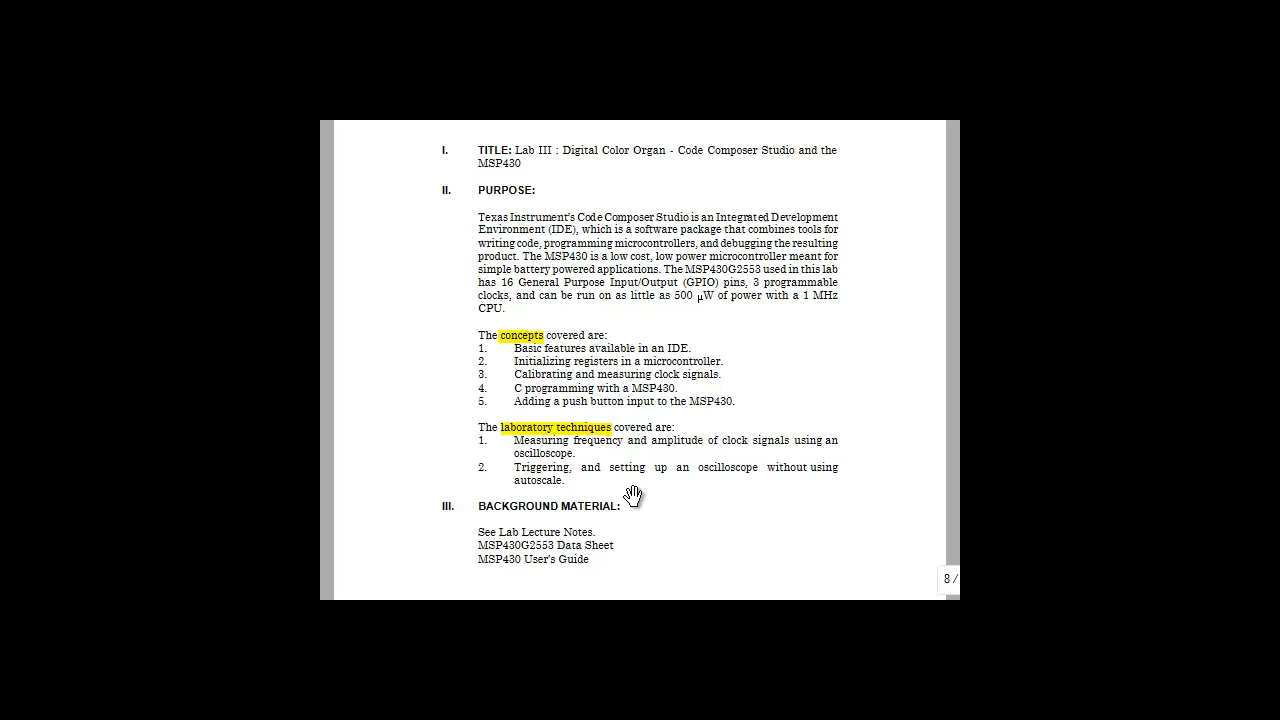 I. TITLE: Lab III : Digital Color Organ - Code Composer Studio and the
MSP430
II. PURPOSE:
Texas Instrument's Code Composer Studio is an Integrated Development
Environment (IDE), which is a software package that combines tools for
writing code, programming microcontrollers, and debugging the resulting
product. The MSP430 is a low cost, low power microcontroller meant for
simple battery powered applications. The MSP430G2553 used in this lab
has 16 General Purpose Input/Output (GPIO) pins, 3 programmable
clocks, and can be run on as little as 500 μW of power with a 1 MHz
CPU.
The concepts covered are:
1. Basic features available in an IDE.
2. Initializing registers in a microcontroller.
3. Calibrating and measuring clock signals.
4. C programming with a MSP430.
5. Adding a push button input to the MSP430.
The laboratory techniques covered are:
1. Measuring frequency and amplitude of clock signals using an
oscilloscope.
2. Triggering, and setting up an oscilloscope without using
autoscale.
III. BACKGROUND MATERIAL:
See Lab Lecture Notes.
MSP430G2553 Data Sheet
MSP430 User's Guide
8 /